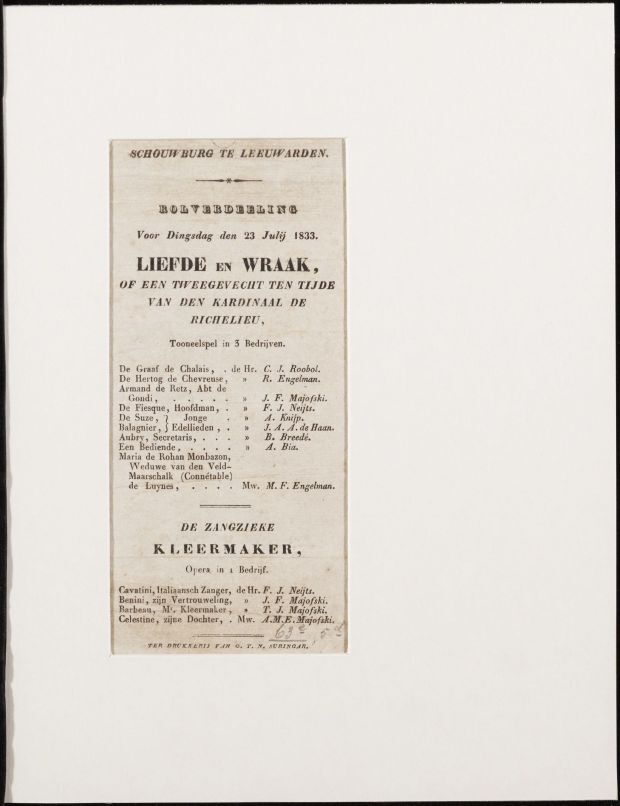 SCHOUWBURG TE LEEUWARDEN.
ROLVERDEELING
Voor Dingsdag den 23 Julij 1833.
LIEFDE EN WRAAK,
OF EEN TWEEGEVECHT TEN TIJDE
VAN DEN KARDINAAL DE
RICHELIEU,
Tooneelspel in 3 Bedrijven.
De Graaf de Chalais, . de Hr. C. J. Roobol.
De Hertog de Chevreuse, » R. Engelman.
Armand de Retz, Abt de
Gondi, . . . . . » J. F. Majofski.
De Fiesque, Hoofdman, . » F. J. Neijts.
De Suze, } Jonge . » A. Knijp.
Balagnier, } Edellieden , . » J. A. A. de Haan.
Aubry, Secretaris, . . . » B. Breedé.
Een Bediende, . . . . » A. Bia.
Maria de Rohan Monbazon,
Weduwe van den Veld-
Maarschalk (Connétable)
de Luynes, . . . . Mw. M. F. Engelman.
DE ZANGZIEKE
KLEERMAKER,
Opera in 1 Bedrijf.
Cavatini, Italiaansch Zanger, de Hr. F. J. Neijts.
Benini, zijn Vertrouweling, » J. F. Majofski.
Barbeau, Mr. Kleermaker, » T. J. Majofski.
Celestine, zijne Dochter, . Mw. A.M.E. Majofski.
TER DRUKKERIJ VAN G. T. N. SURINGAR.